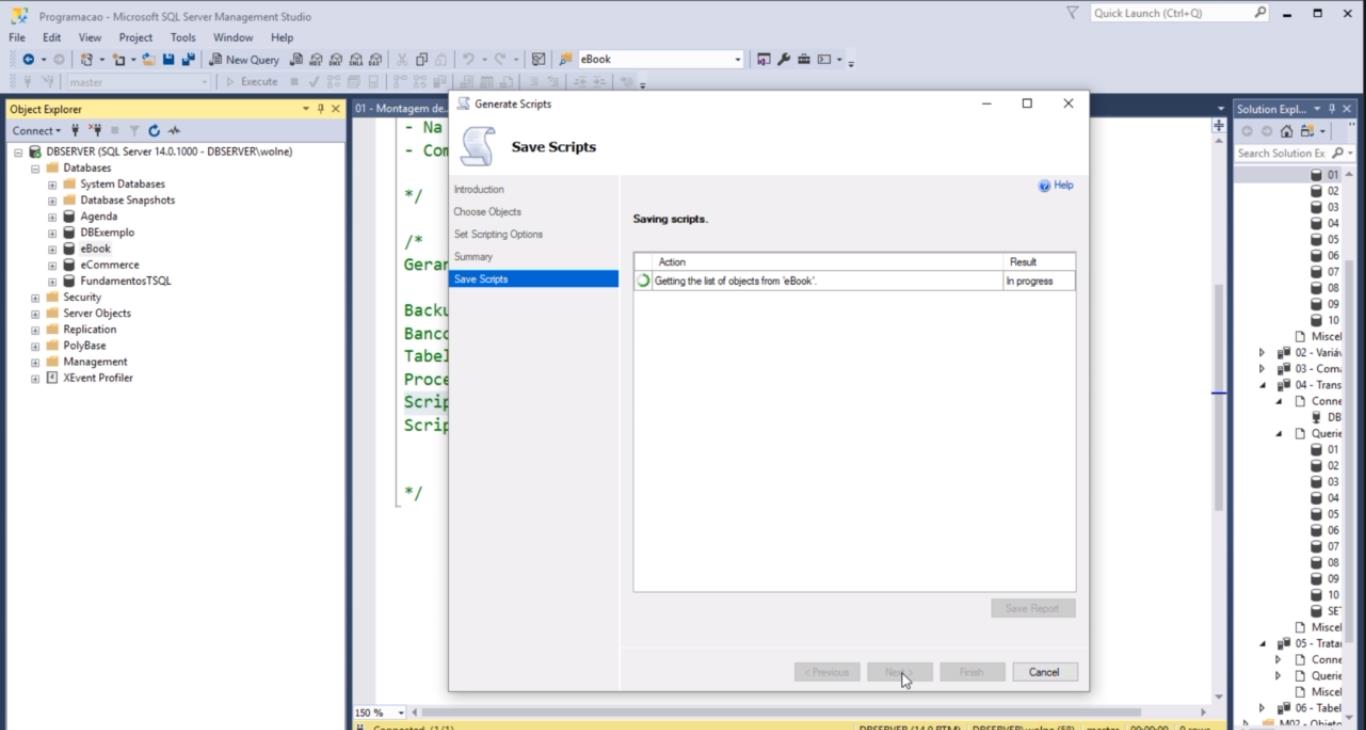 Programacao - Microsoft SQL Server Management Studio
Quick Launch (Ctrl+Q)
File Edit View Project Tools Window Help
New Query
eBook
master
Execute
Object Explorer
Connect
DBSERVER (SQL Server 14.0.1000 - DBSERVER\wolne)
Databases
System Databases
Database Snapshots
Agenda
DBExemplo
eBook
eCommerce
FundamentosTSQL
Security
Server Objects
Replication
PolyBase
Management
XEvent Profiler
01 - Montagem de...
- Na
- Com
*/
/*
Gerar
Backu
Banco
Tabel
Proce
Scrip
Scrip
*/
150 %
Connected. (1/1)
DBSERVER (14.0 RTM)
master
00:00:00
0 rows
Generate Scripts
Save Scripts
Introduction
Choose Objects
Set Scripting Options
Summary
Save Scripts
Help
Saving scripts.
Action Result
Getting the list of objects from 'eBook'. In progress
Save Report
< Previous
Next >
Finish
Cancel
Solution Expl...
Search Solution Ex
01
02
03
04
05
06
07
08
09
10
Miscel
02 - Variáv
03 - Coma
04 - Trans
Conne
DB
Querie
01
02
03
04
05
06
07
08
09
10
SE
Miscel
05 - Tratar
Conne
Querie
Miscel
06 - Tabel